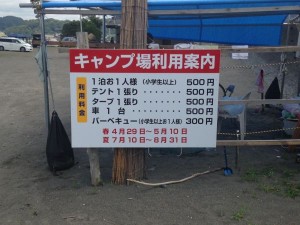 キャンプ場利用案内
利用料金
1泊お1人様(小学生以上) 500円
テント1張り・・・・・・・500円
タープ1張り・・・・・・・500円
車 1台・・・・・・・500円
バーベキュー(小学生以上お1人様) 300円
春 4月29日〜5月10日
夏 7月10日〜8月31日